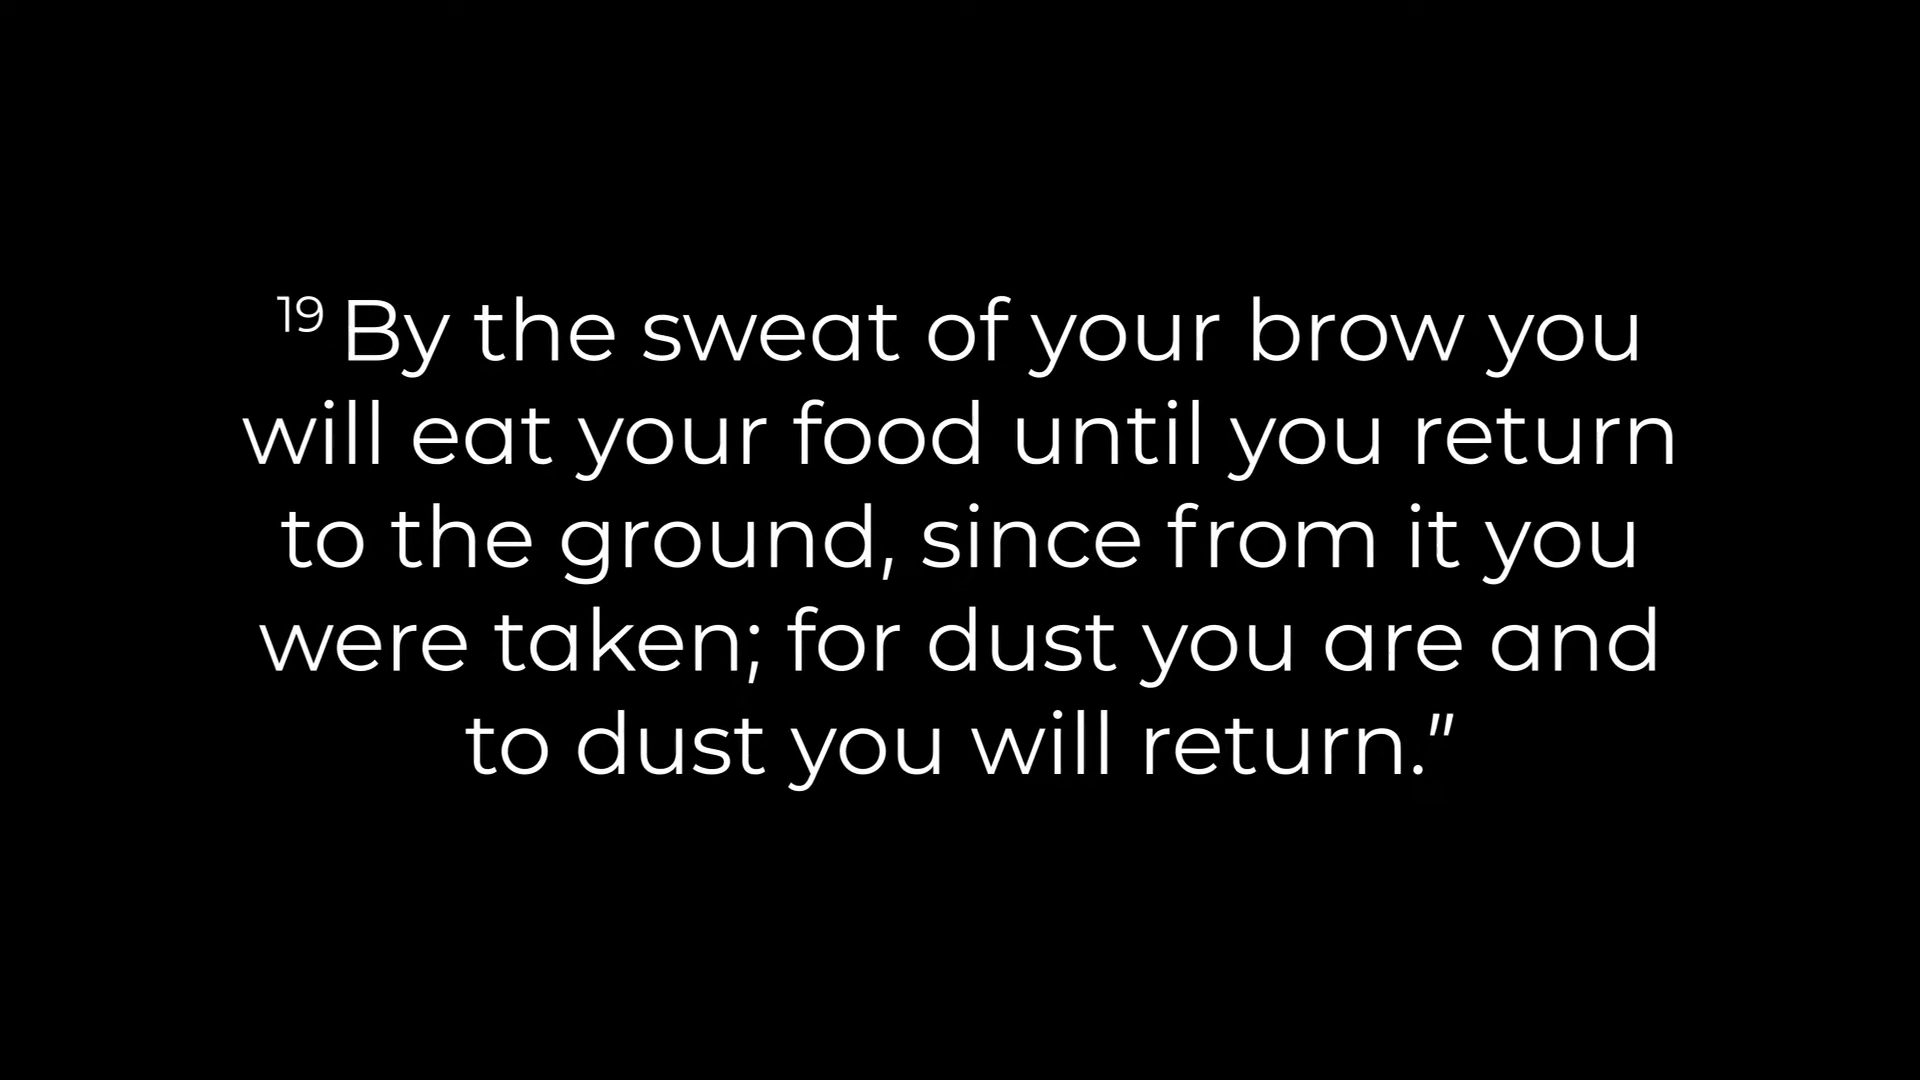 19 By the sweat of your brow you
will eat your food until you return
to the ground, since from it you
were taken; for dust you are and
to dust you will return."